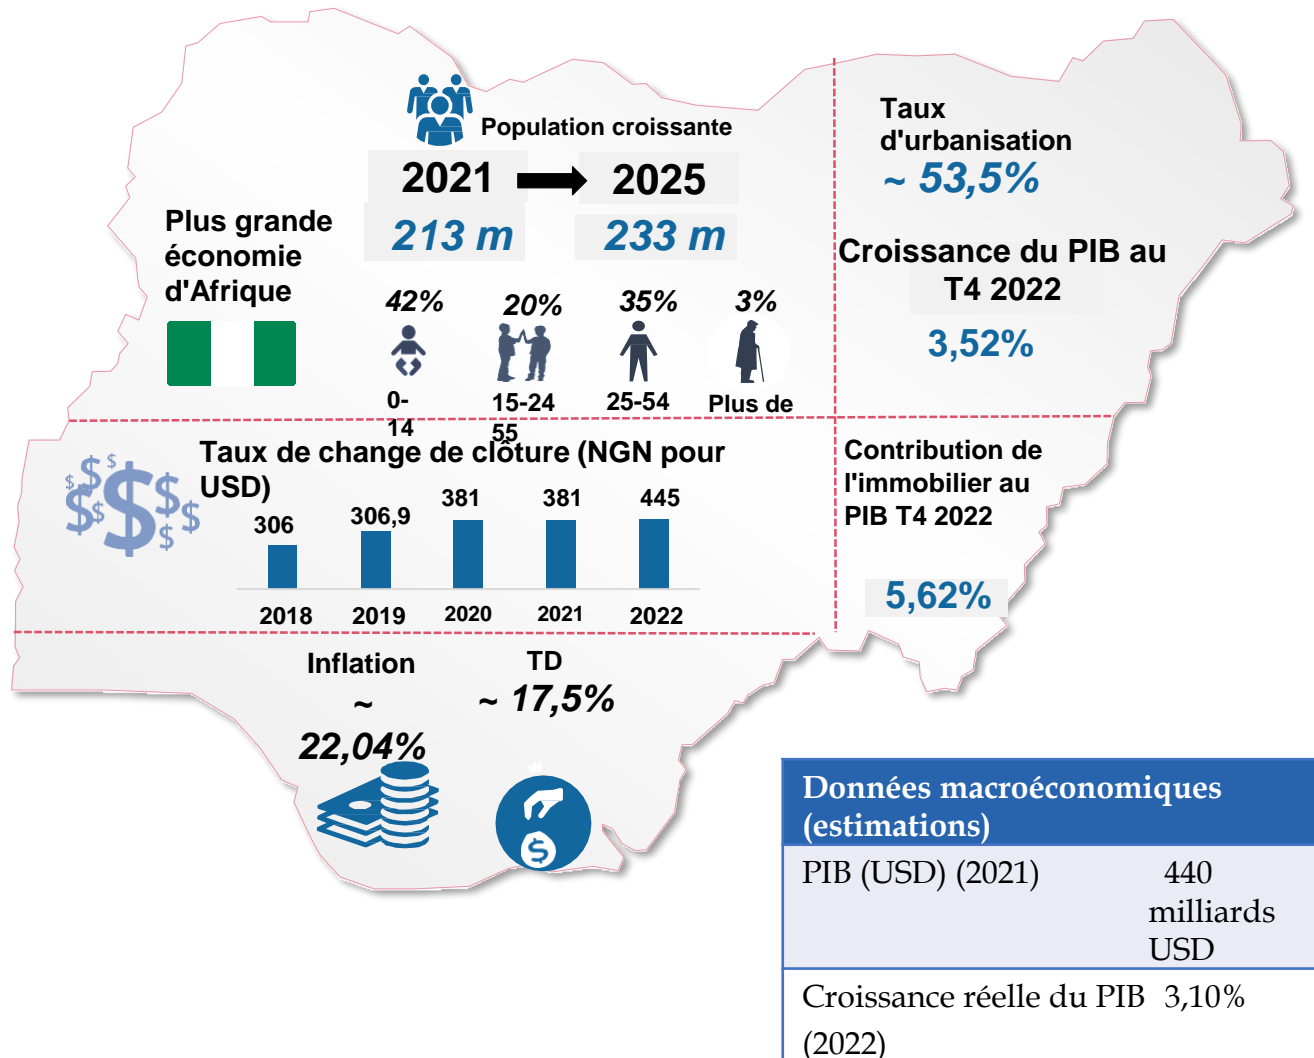 Population croissante
2021
2025
213 m
233 m
Plus grande
économie
d'Afrique
42%
20%
35%
3%
0-
14
15-24
55
25-54
Plus de
Taux
d'urbanisation
~ 53,5%
Croissance du PIB au
T4 2022
3,52%
Taux de change de clôture (NGN pour
USD)
306
306,9
381
381
445
2018
2019
2020
2021
2022
Contribution de
l'immobilier au
PIB T4 2022
5,62%
Inflation
~
22,04%
TD
~ 17,5%
Données macroéconomiques
(estimations)
PIB (USD) (2021)
440
milliards
USD
Croissance réelle du PIB
(2022)
3,10%